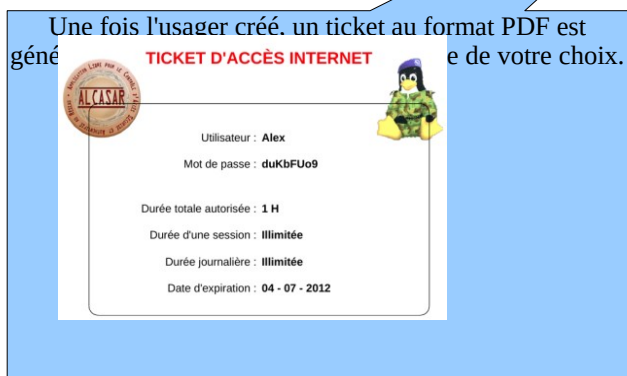 Une fois l'usager créé, un ticket au format PDF est
géné e de votre choix.
TICKET D'ACCÈS INTERNET
ALCASAR
Utilisateur : Alex
Mot de passe : duKbFUo9
Durée totale autorisée : 1 H
Durée d'une session : Illimitée
Durée journalière : Illimitée
Date d'expiration : 04 - 07 - 2012